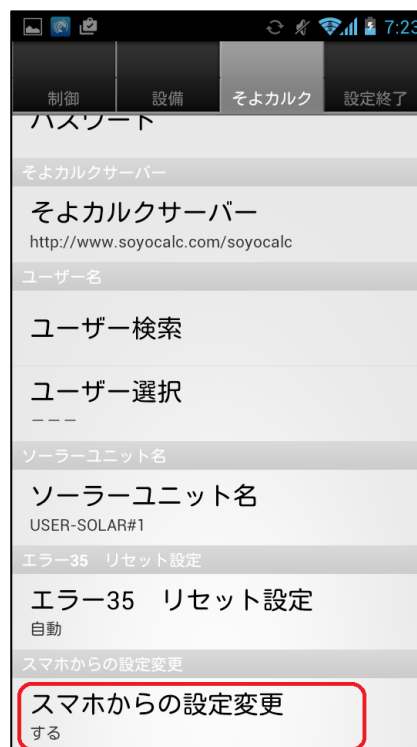 7:23
制御 設備 そよカルク 設定終了
パスワード
そよカルクサーバー
そよカルクサーバー
http://www.soyocalc.com/soyocalc
ユーザー名
ユーザー検索
ユーザー選択
－－－
ソーラーユニット名
ソーラーユニット名
USER-SOLAR#1
エラー35　リセット設定
エラー35　リセット設定
自動
スマホからの設定変更
スマホからの設定変更
する